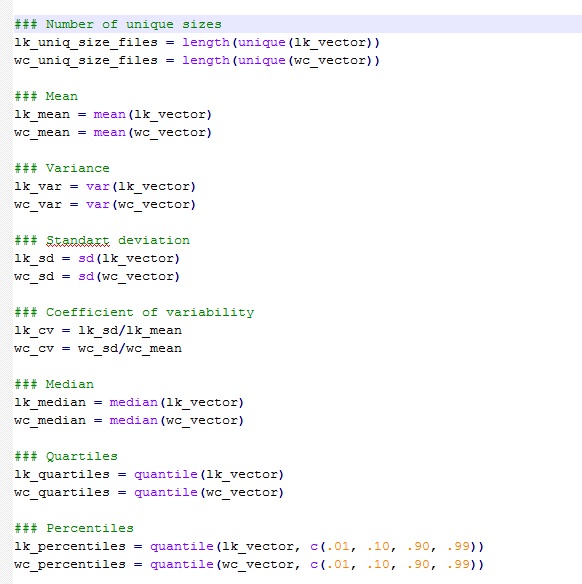 ### Number of unique sizes
lk_uniq_size_files = length(unique(lk_vector))
wc_uniq_size_files = length(unique(wc_vector))
### Mean
lk_mean = mean(lk_vector)
wc_mean = mean(wc_vector)
### Variance
lk_var = var(lk_vector)
wc_var = var(wc_vector)
### Standart deviation
lk_sd = sd(lk_vector)
wc_sd = sd(wc_vector)
### Coefficient of variability
lk_cv = lk_sd/lk_mean
wc_cv = wc_sd/wc_mean
### Median
lk_median = median(lk_vector)
wc_median = median(wc_vector)
### Quartiles
lk_quartiles = quantile(lk_vector)
wc_quartiles = quantile(wc_vector)
### Percentiles
lk_percentiles = quantile(lk_vector, c(.01, .10, .90, .99))
wc_percentiles = quantile(wc_vector, c(.01, .10, .90, .99))